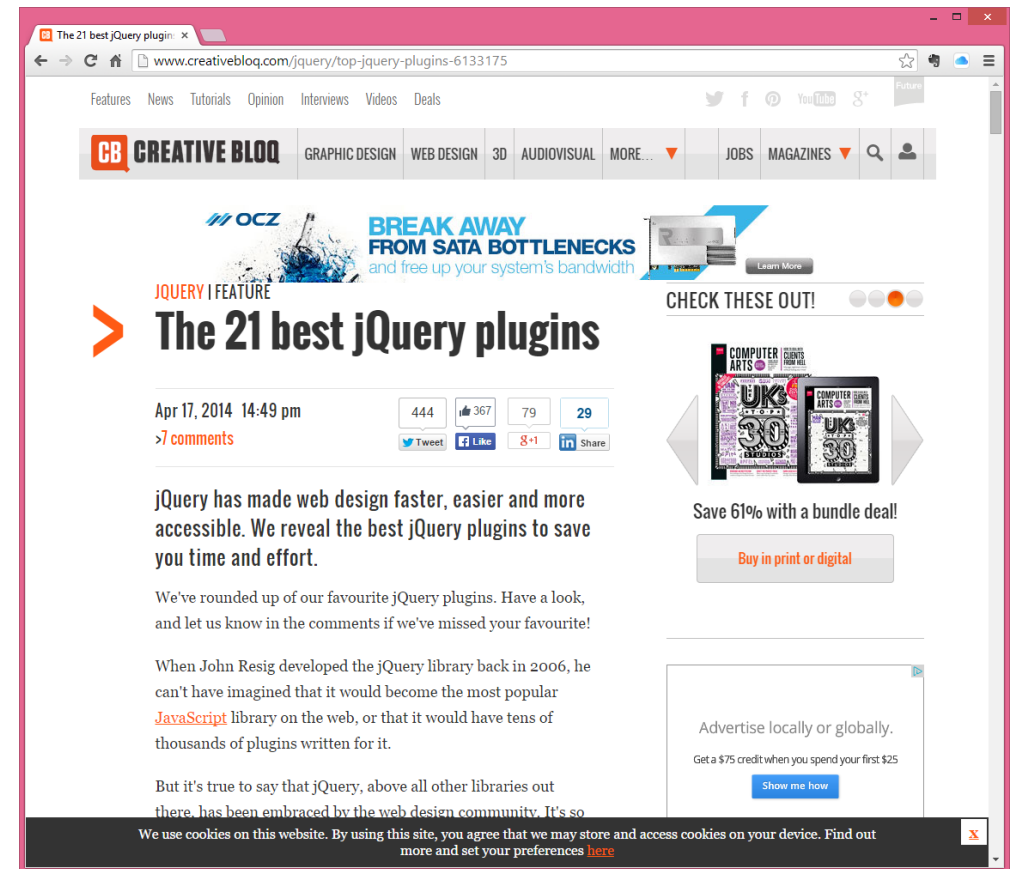 The 21 best jQuery plugin
www.creativebloq.com/jquery/top-jquery-plugins-6133175
Features News Tutorials Opinion Interviews Videos Deals
You Tube
Future
CB CREATIVE BLOQ
GRAPHIC DESIGN WEB DESIGN 3D AUDIOVISUAL MORE... JOBS MAGAZINES
OCZ
BREAK AWAY
FROM SATA BOTTLENECKS
and free up your system's bandwidth
Learn More
JQUERY | FEATURE
The 21 best jQuery plugins
Apr 17, 2014 14:49 pm
>7 comments
444 367 79 29
Tweet Like g+1 in Share
jQuery has made web design faster, easier and more
accessible. We reveal the best jQuery plugins to save
you time and effort.
We've rounded up of our favourite jQuery plugins. Have a look,
and let us know in the comments if we've missed your favourite!
When John Resig developed the jQuery library back in 2006, he
can't have imagined that it would become the most popular
JavaScript library on the web, or that it would have tens of
thousands of plugins written for it.
But it's true to say that jQuery, above all other libraries out
there, has been embraced by the web design community. It's so
CHECK THESE OUT!
COMPUTER
ARTS
CLIENTS
FROM HELL
UK's
TOP
30
STUDIOS
COMPUTER
ARTS
UK's
TOP
30
STUDIOS
Save 61% with a bundle deal!
Buy in print or digital
Advertise locally or globally.
Get a $75 credit when you spend your first $25
Show me how
We use cookies on this website. By using this site, you agree that we may store and access cookies on your device. Find out
more and set your preferences here
x